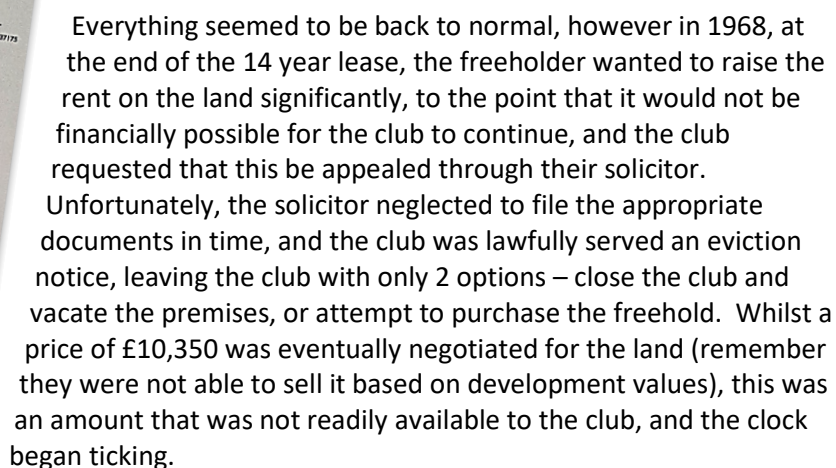 37175
Everything seemed to be back to normal, however in 1968, at
the end of the 14 year lease, the freeholder wanted to raise the
rent on the land significantly, to the point that it would not be
financially possible for the club to continue, and the club
requested that this be appealed through their solicitor.
Unfortunately, the solicitor neglected to file the appropriate
documents in time, and the club was lawfully served an eviction
notice, leaving the club with only 2 options – close the club and
vacate the premises, or attempt to purchase the freehold.  Whilst a
price of £10,350 was eventually negotiated for the land (remember
they were not able to sell it based on development values), this was
an amount that was not readily available to the club, and the clock
began ticking.